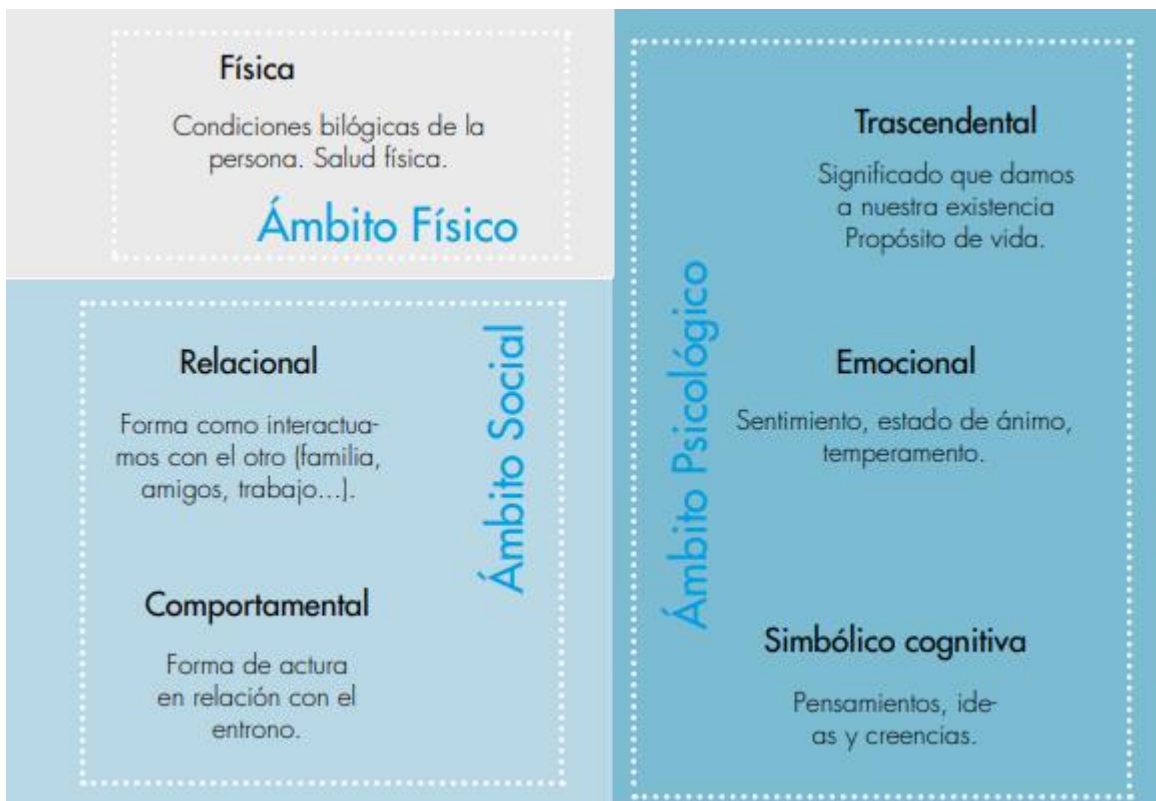 Física
Condiciones bilógicas de la
persona. Salud física.
Ámbito Físico
Relacional
Forma como interactua-
mos con el otro (familia,
amigos, trabajo...).
Comportamental
Forma de actura
en relación con el
entrono.
Ámbito Social
Ámbito Psicológico
Trascendental
Significado que damos
a nuestra existencia
Propósito de vida.
Emocional
Sentimiento, estado de ánimo,
temperamento.
Simbólico cognitiva
Pensamientos, ide-
as y creencias.